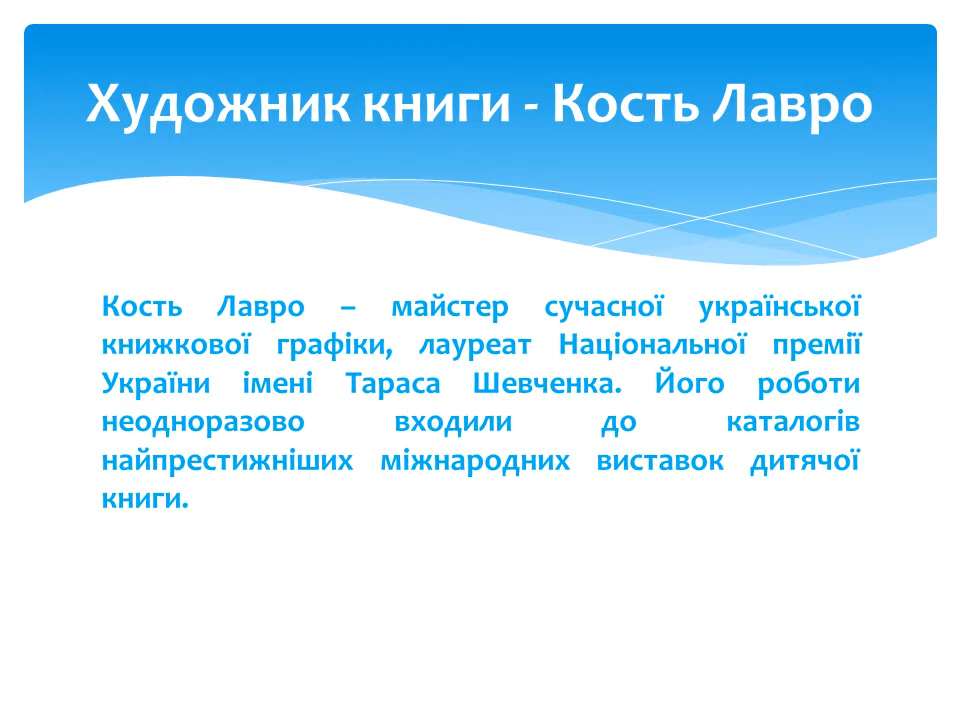 Художник книги - Кость Лавро
Кость Лавро – майстер сучасної української
книжкової графіки, лауреат Національної премії
України імені Тараса Шевченка. Його роботи
неодноразово входили до каталогів
найпрестижніших міжнародних виставок дитячої
книги.